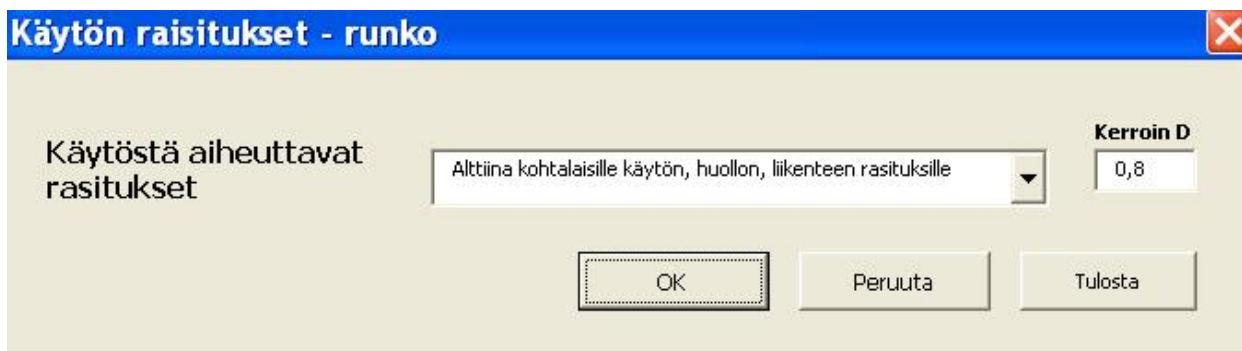 Käytön raisitukset - runko
Käytöstä aiheuttavat
rasitukset
Alttiina kohtalaisille käytön, huollon, liikenteen rasituksille
Kerroin D
0,8
OK
Peruuta
Tulosta